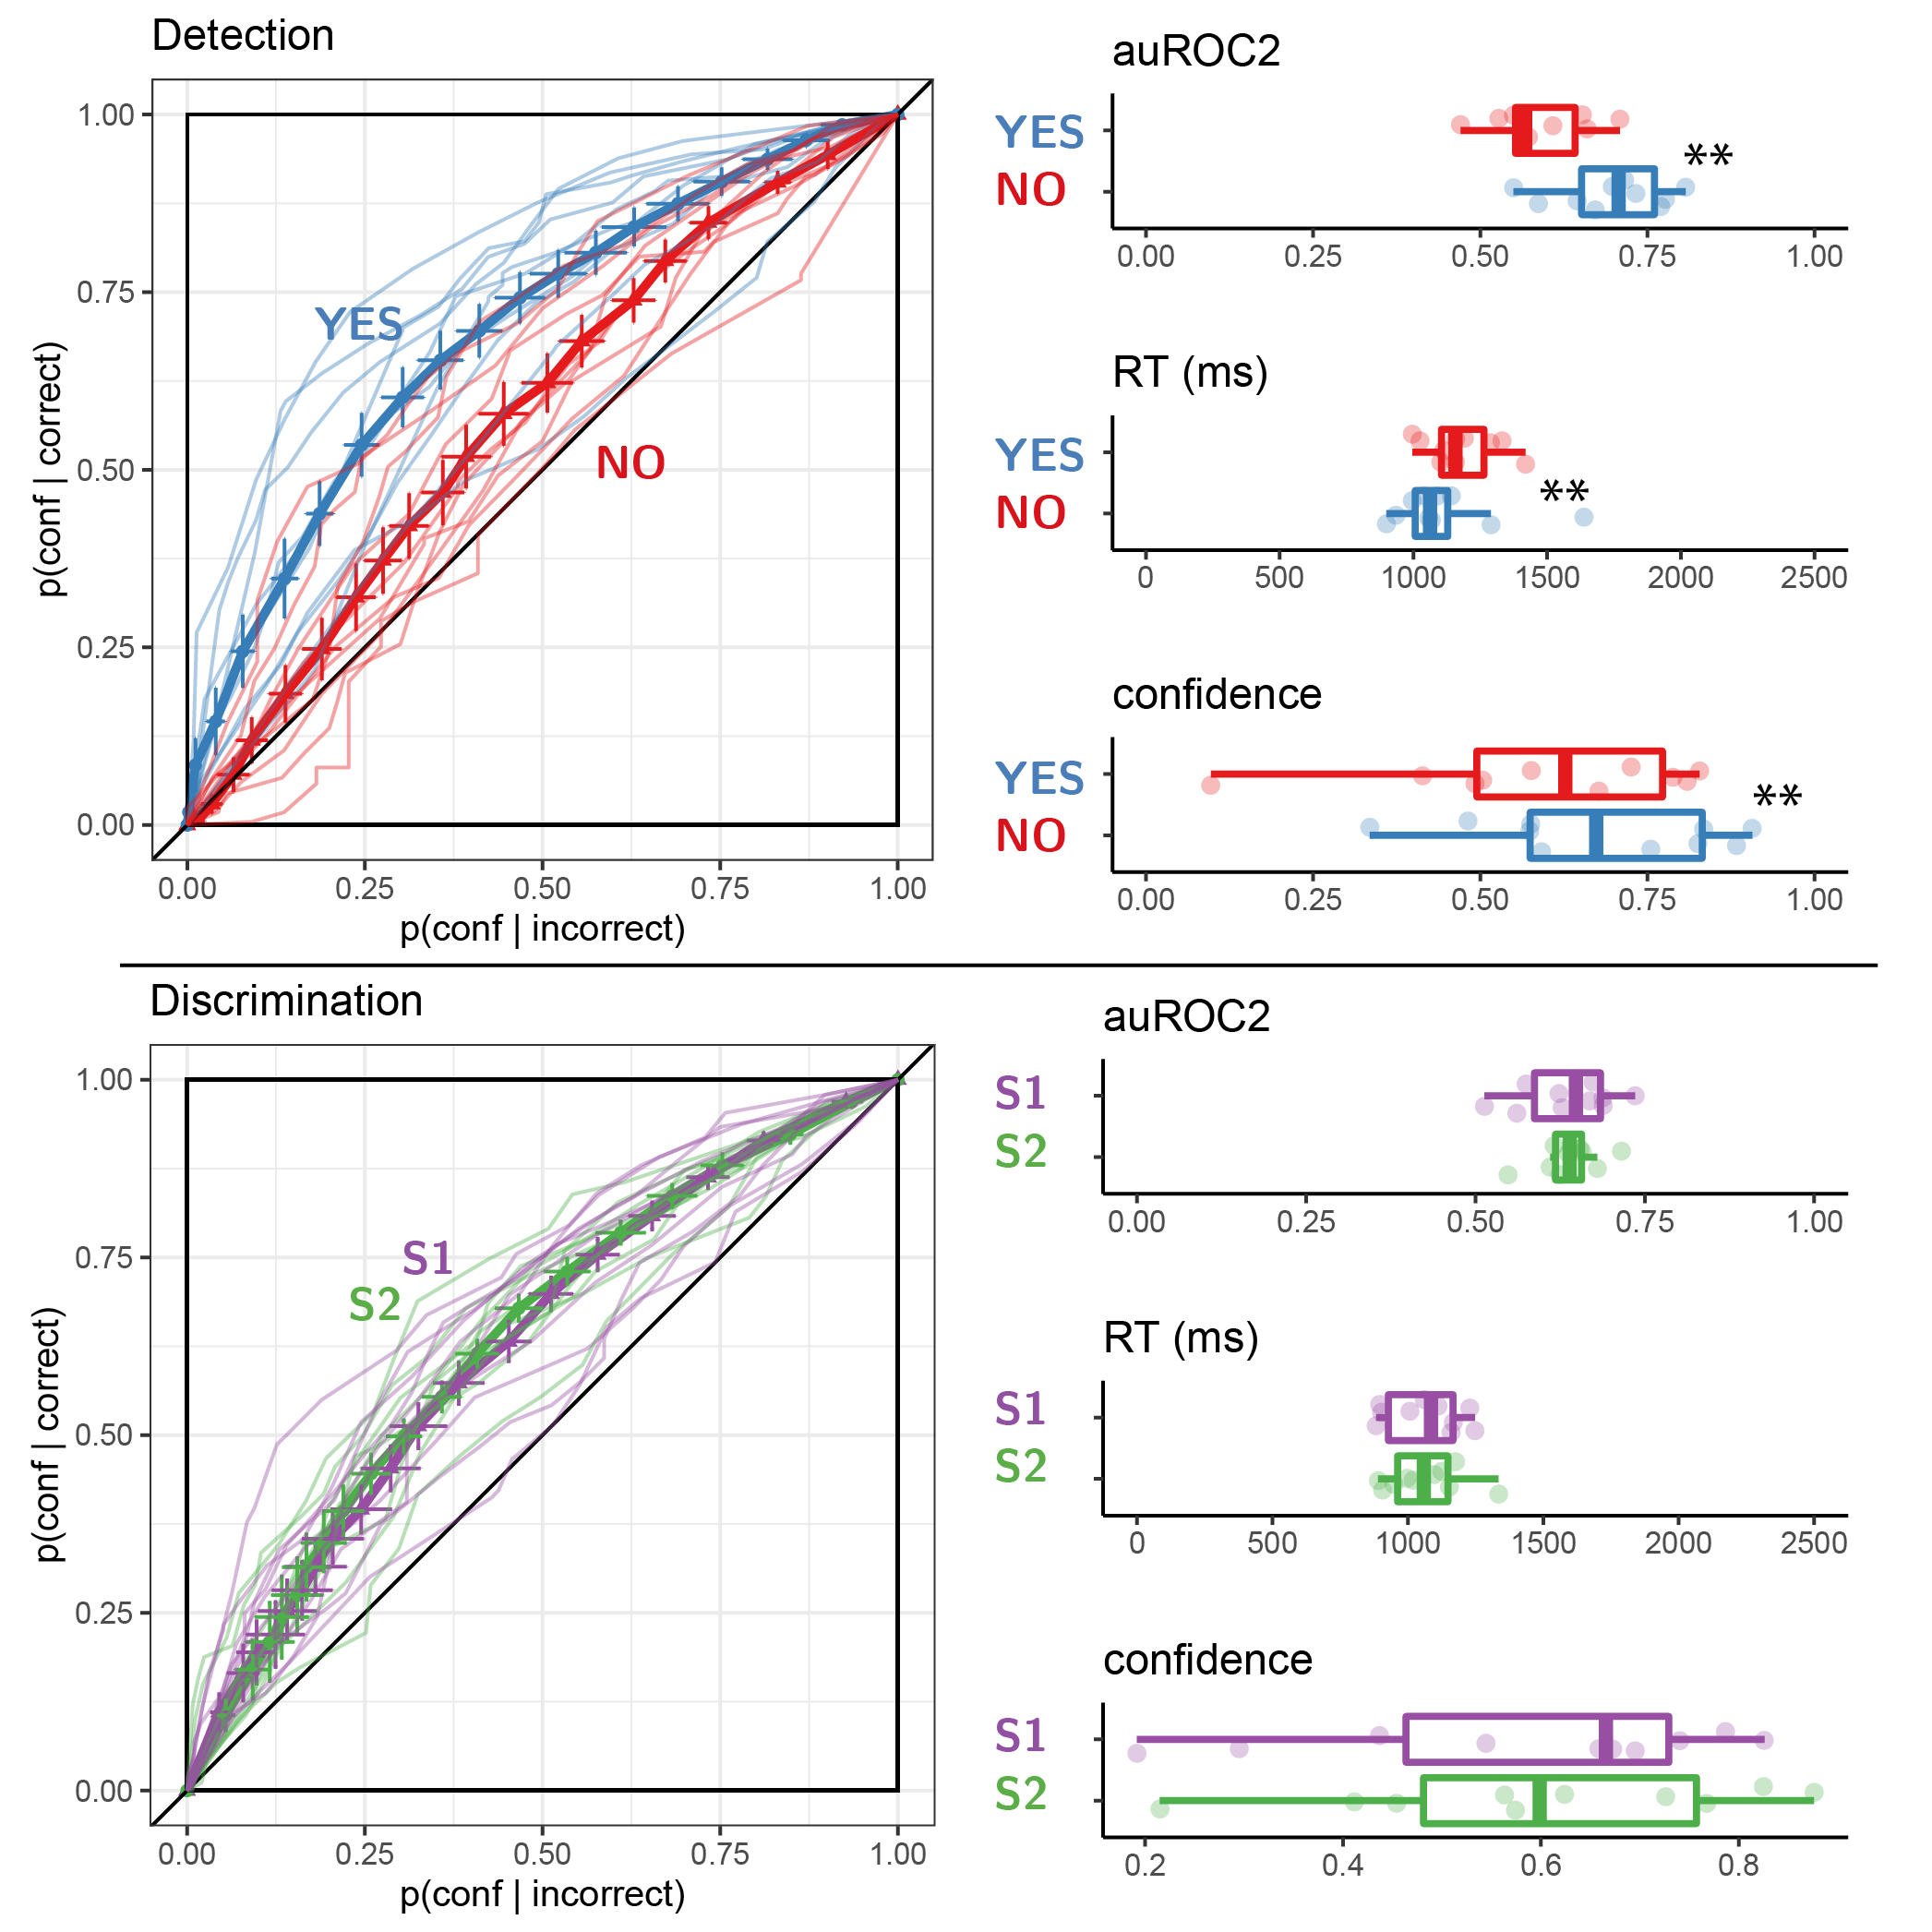 Detection
1.00
0.75
0.50
0.25
0.00
p(conf | correct)
YES
NO
0.00 0.25 0.50 0.75 1.00
p(conf | incorrect)
auROC2
YES
**
NO
0.00 0.25 0.50 0.75 1.00
RT (ms)
YES
**
NO
0 500 1000 1500 2000 2500
confidence
YES
**
NO
0.00 0.25 0.50 0.75 1.00
Discrimination
1.00
0.75
0.50
0.25
0.00
p(conf | correct)
S1
S2
0.00 0.25 0.50 0.75 1.00
p(conf | incorrect)
auROC2
S1
S2
0.00 0.25 0.50 0.75 1.00
RT (ms)
S1
S2
0 500 1000 1500 2000 2500
confidence
S1
S2
0.2 0.4 0.6 0.8